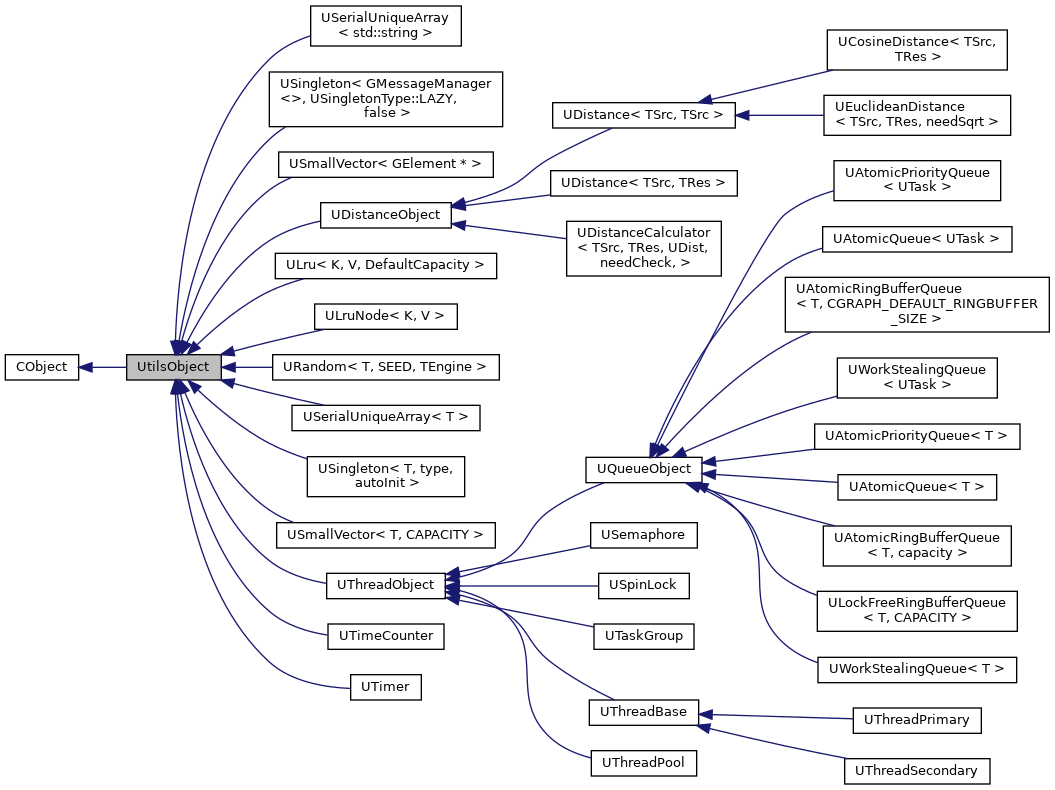 CObject
UtilsObject
USerialUniqueArray
< std::string >
USingleton< GMessageManager
<>, USingletonType::LAZY,
false >
USmallVector< GElement * >
UDistanceObject
ULru< K, V, DefaultCapacity >
ULruNode< K, V >
URandom< T, SEED, TEngine >
USerialUniqueArray< T >
USingleton< T, type,
autoInit >
USmallVector< T, CAPACITY >
UThreadObject
UTimeCounter
UTimer
UDistance< TSrc, TSrc >
UDistance< TSrc, TRes >
UDistanceCalculator
< TSrc, TRes, UDist,
needCheck, >
UQueueObject
USemaphore
USpinLock
UTaskGroup
UThreadBase
UThreadPool
UCosineDistance< TSrc,
TRes >
UEuclideanDistance
< TSrc, TRes, needSqrt >
UAtomicPriorityQueue
< UTask >
UAtomicQueue< UTask >
UAtomicRingBufferQueue
< T, CGRAPH_DEFAULT_RINGBUFFER
_SIZE >
UWorkStealingQueue
< UTask >
UAtomicPriorityQueue< T >
UAtomicQueue< T >
UAtomicRingBufferQueue
< T, capacity >
ULockFreeRingBufferQueue
< T, CAPACITY >
UWorkStealingQueue< T >
UThreadPrimary
UThreadSecondary